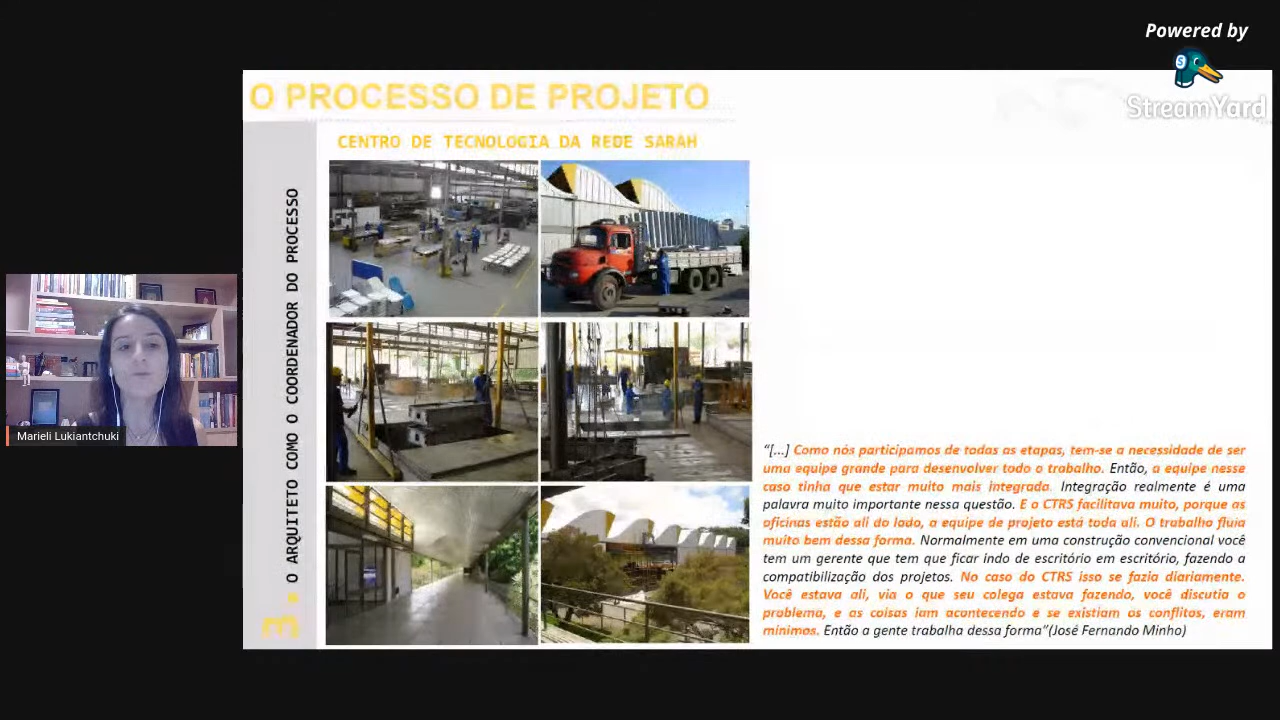 Powered by
StreamYard
O PROCESSO DE PROJETO
CENTRO DE TECNOLOGIA DA REDE SARAH
3. O ARQUITETO COMO O COORDENADOR DO PROCESSO
Marieli Lukiantchuki
“[...] Como nós participamos de todas as etapas, tem-se a necessidade de ser
uma equipe grande para desenvolver todo o trabalho. Então, a equipe nesse
caso tinha que estar muito mais integrada. Integração realmente é uma
palavra muito importante nessa questão. E o CTRS facilitava muito, porque as
oficinas estão ali do lado, a equipe de projeto está toda ali. O trabalho fluia
muito bem dessa forma. Normalmente em uma construção convencional você
tem um gerente que tem que ficar indo de escritório em escritório, fazendo a
compatibilização dos projetos. No caso do CTRS isso se fazia diariamente.
Você estava ali, via o que seu colega estava fazendo, você discutia o
problema, e as coisas iam acontecendo e se existiam os conflitos, eram
mínimos. Então a gente trabalha dessa forma”(José Fernando Minho)